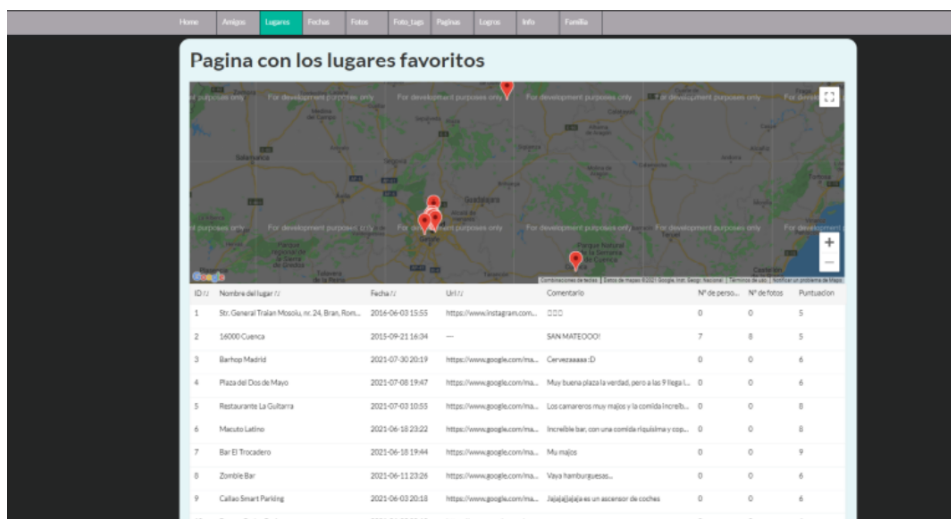 Home Amigos Lugares Fechas Fotos Foto_tags Paginas Logros Info Familia
Pagina con los lugares favoritos
For development purposes only For development purposes only For development purposes only For development purposes only
Salamanca
Segovia
Guadalajara
For development purposes only For development purposes only
Getafe
Parque Natural de la Serranía de Cuenca
Combinaciones de teclas Datos de mapas ©2021 Google, Inst. Geogr. Nacional Términos de uso Notificar un problema de Maps
ID Nombre del lugar Fecha Url Comentario Nº de perso... Nº de fotos Puntuacion
1 Str. General Traian Mosoiu, nr. 24, Bran, Rom... 2016-06-03 15:55 https://www.instagram.com... 0 0 5
2 16000 Cuenca 2015-09-21 16:34 --- SAN MATEOOO! 7 8 5
3 Barhop Madrid 2021-07-30 20:19 https://www.google.com/ma... Cervezaaaaa :D 0 0 6
4 Plaza del Dos de Mayo 2021-07-08 19:47 https://www.google.com/ma... Muy buena plaza la verdad, pero a las 9 llega l... 0 0 6
5 Restaurante La Guitarra 2021-07-03 10:55 https://www.google.com/ma... Los camareros muy majos y la comida increíb... 0 0 8
6 Macuto Latino 2021-06-18 23:22 https://www.google.com/ma... Increíble bar, con una comida riquísima y cop... 0 0 8
7 Bar El Trocadero 2021-06-18 19:44 https://www.google.com/ma... Mu majos 0 0 9
8 Zombie Bar 2021-06-11 23:26 https://www.google.com/ma... Vaya hamburguesas... 0 0 6
9 Callao Smart Parking 2021-06-03 20:18 https://www.google.com/ma... Jajajajjajaja es un ascensor de coches 0 0 6